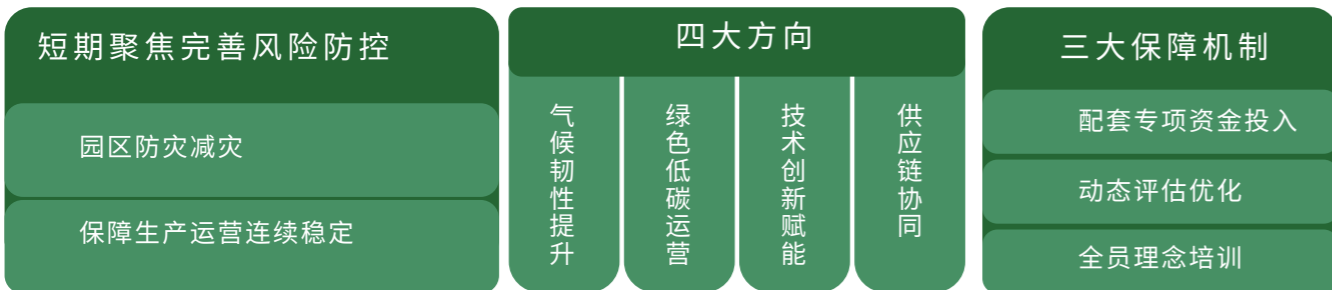 短期聚焦完善风险防控
园区防灾减灾
保障生产运营连续稳定
四大方向
气候韧性提升
绿色低碳运营
技术创新赋能
供应链协同
三大保障机制
配套专项资金投入
动态评估优化
全员理念培训